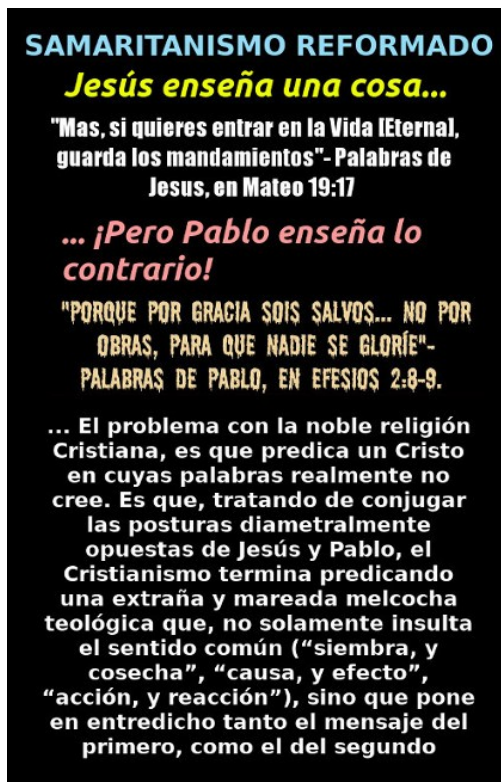 SAMARITANISMO REFORMADO
Jesús enseña una cosa...
"Mas, si quieres entrar en la Vida [Eterna],
guarda los mandamientos"- Palabras de
Jesus, en Mateo 19:17
... ¡Pero Pablo enseña lo
contrario!
"PORQUE POR GRACIA SOIS SALVOS... NO POR
OBRAS, PARA QUE NADIE SE GLORÍE"-
PALABRAS DE PABLO, EN EFESIOS 2:8-9.
... El problema con la noble religión
Cristiana, es que predica un Cristo
en cuyas palabras realmente no
cree. Es que, tratando de conjugar
las posturas diametralmente
opuestas de Jesús y Pablo, el
Cristianismo termina predicando
una extraña y mareada melcocha
teológica que, no solamente insulta
el sentido común (“siembra, y
cosecha”, “causa, y efecto”,
“acción, y reacción”), sino que pone
en entredicho tanto el mensaje del
primero, como el del segundo